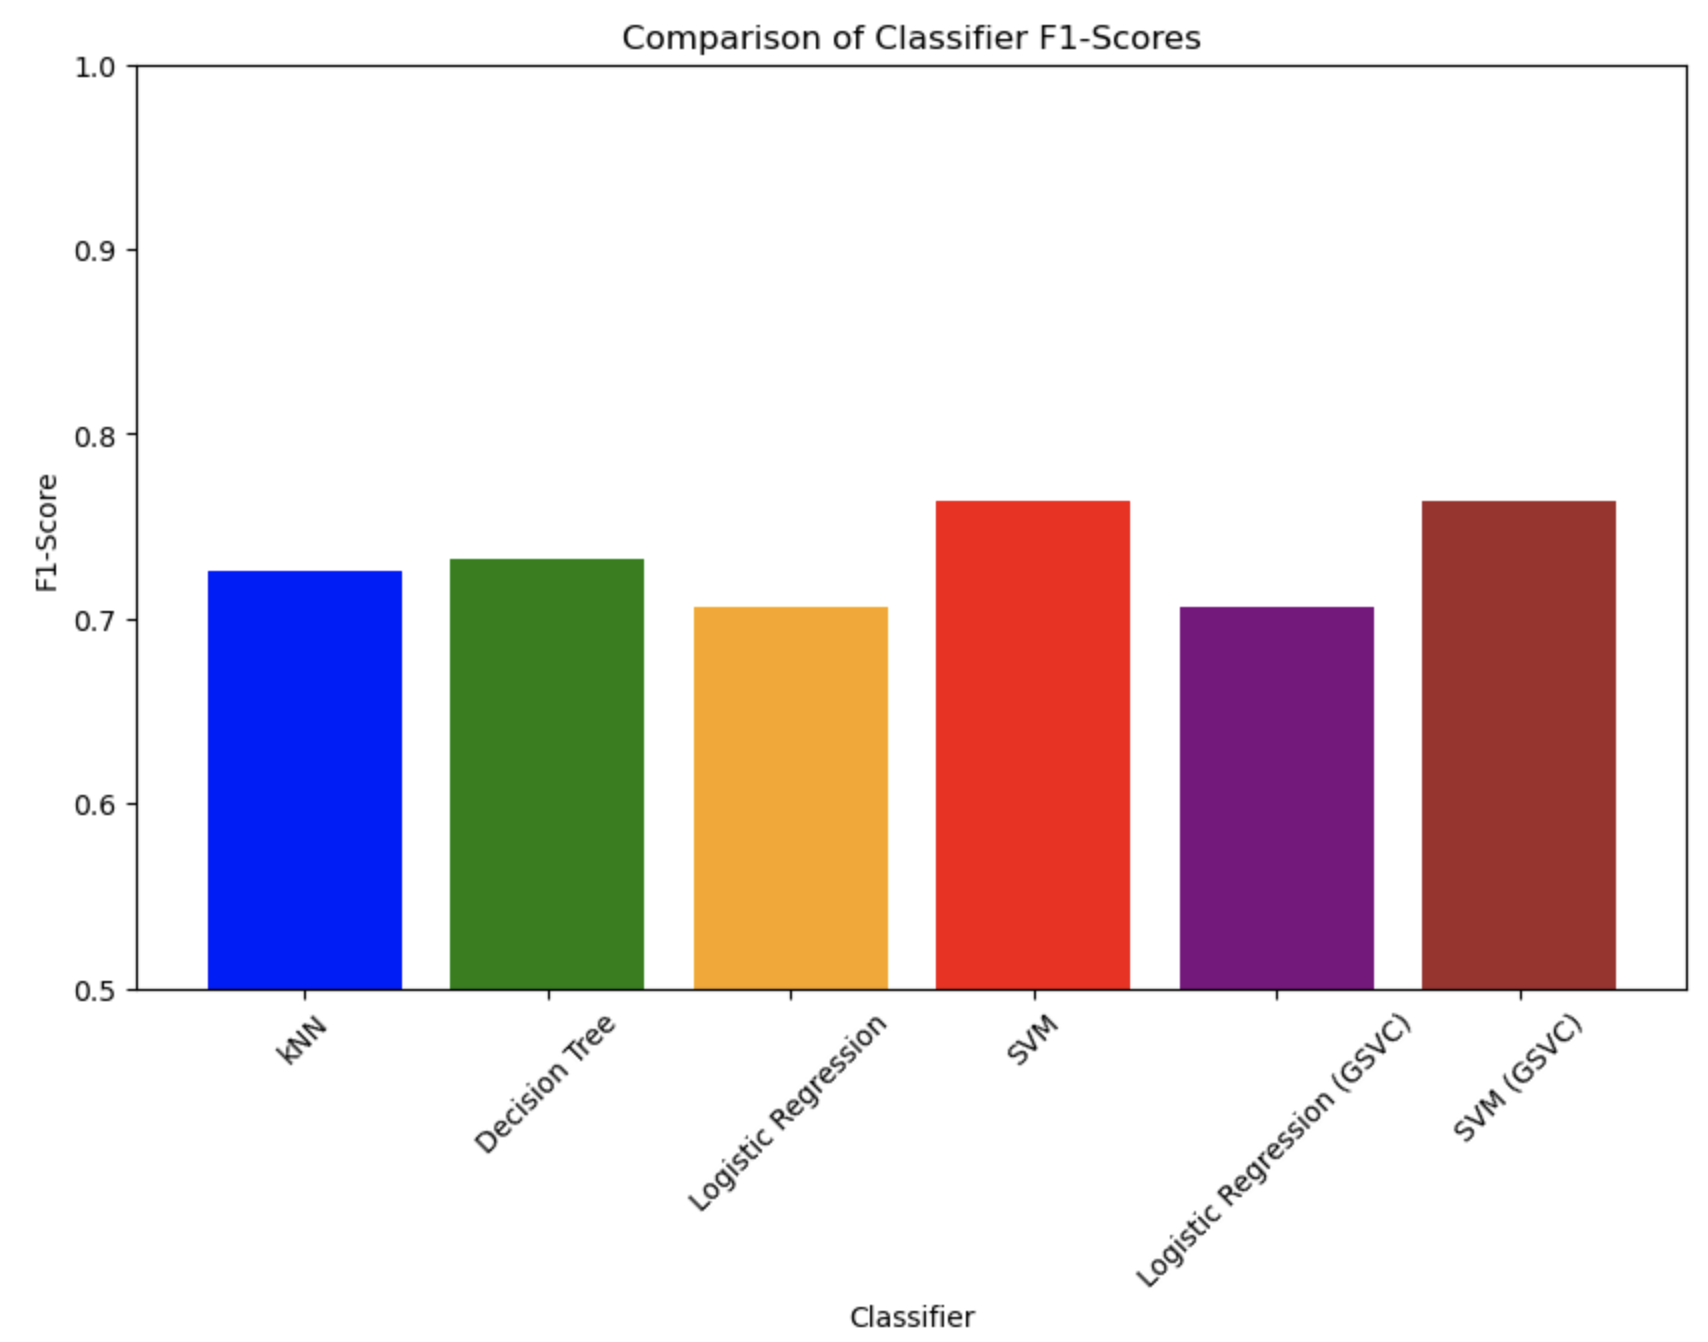 Comparison of Classifier F1-Scores
1.0
0.9
0.8
0.7
0.6
0.5
F1-Score
kNN
Decision Tree
Logistic Regression
SVM
Logistic Regression (GSVC)
SVM (GSVC)
Classifier